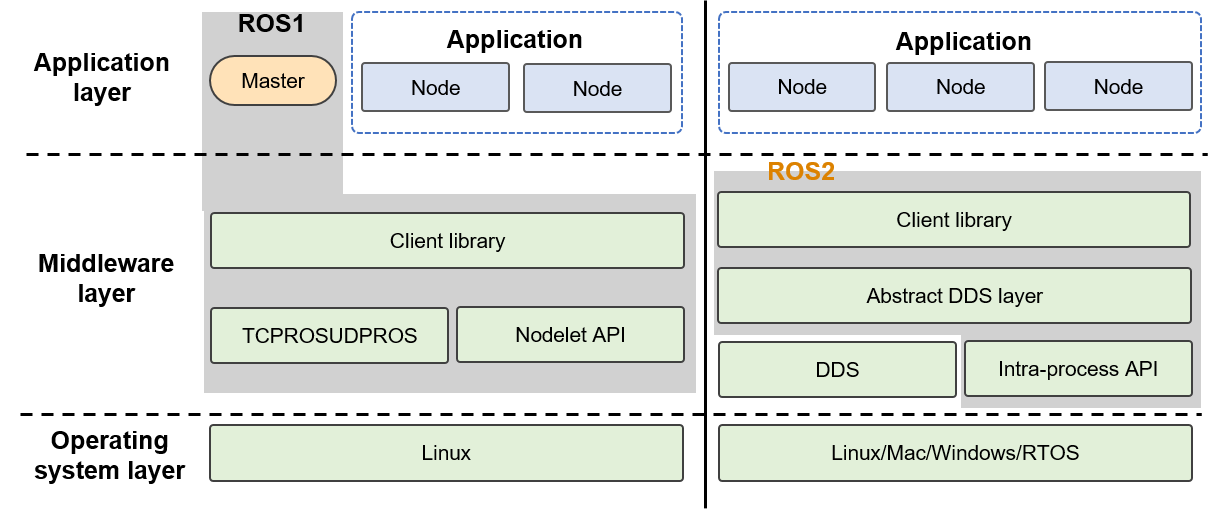 ROS1
Application
layer
Master
Application
Node
Node
Application
Node
Node
Node
Middleware
layer
Client library
TCPROSUDPROS
Nodelet API
ROS2
Client library
Abstract DDS layer
DDS
Intra-process API
Operating
system layer
Linux
Linux/Mac/Windows/RTOS